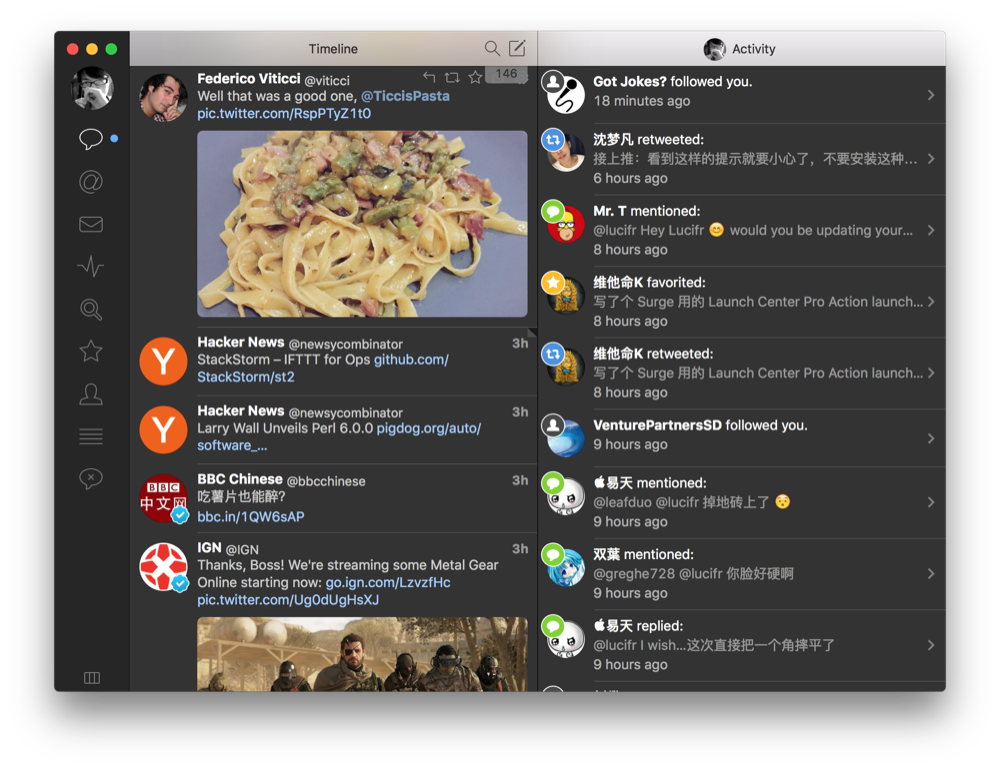 Timeline
Federico Viticci @viticci
146
Well that was a good one, @TiccisPasta
pic.twitter.com/RspPTyZ1t0
Hacker News @newsycombinator 3h
StackStorm – IFTTT for Ops github.com/
StackStorm/st2
Hacker News @newsycombinator 3h
Larry Wall Unveils Perl 6.0.0 pigdog.org/auto/
software_...
BBC Chinese @bbcchinese 3h
吃薯片也能醉?
bbc.in/1QW6sAP
BBC
中文网
IGN @IGN 3h
Thanks, Boss! We're streaming some Metal Gear
Online starting now: go.ign.com/LzvzfHc
pic.twitter.com/Ug0dUgHsXJ
Activity
Got Jokes? followed you.
18 minutes ago
沈梦凡 retweeted:
接上推：看到这样的提示就要小心了，不要安装这种...
6 hours ago
Mr. T mentioned:
@lucifr Hey Lucifr 😊 would you be updating your...
8 hours ago
维他命K favorited:
写了个 Surge 用的 Launch Center Pro Action launch...
8 hours ago
维他命K retweeted:
写了个 Surge 用的 Launch Center Pro Action launch...
8 hours ago
VenturePartnersSD followed you.
9 hours ago
易天 mentioned:
@leafduo @lucifr 掉地砖上了 😯
9 hours ago
双葉 mentioned:
@greghe728 @lucifr 你脸好硬啊
9 hours ago
易天 replied:
@lucifr I wish...这次直接把一个角摔平了
9 hours ago